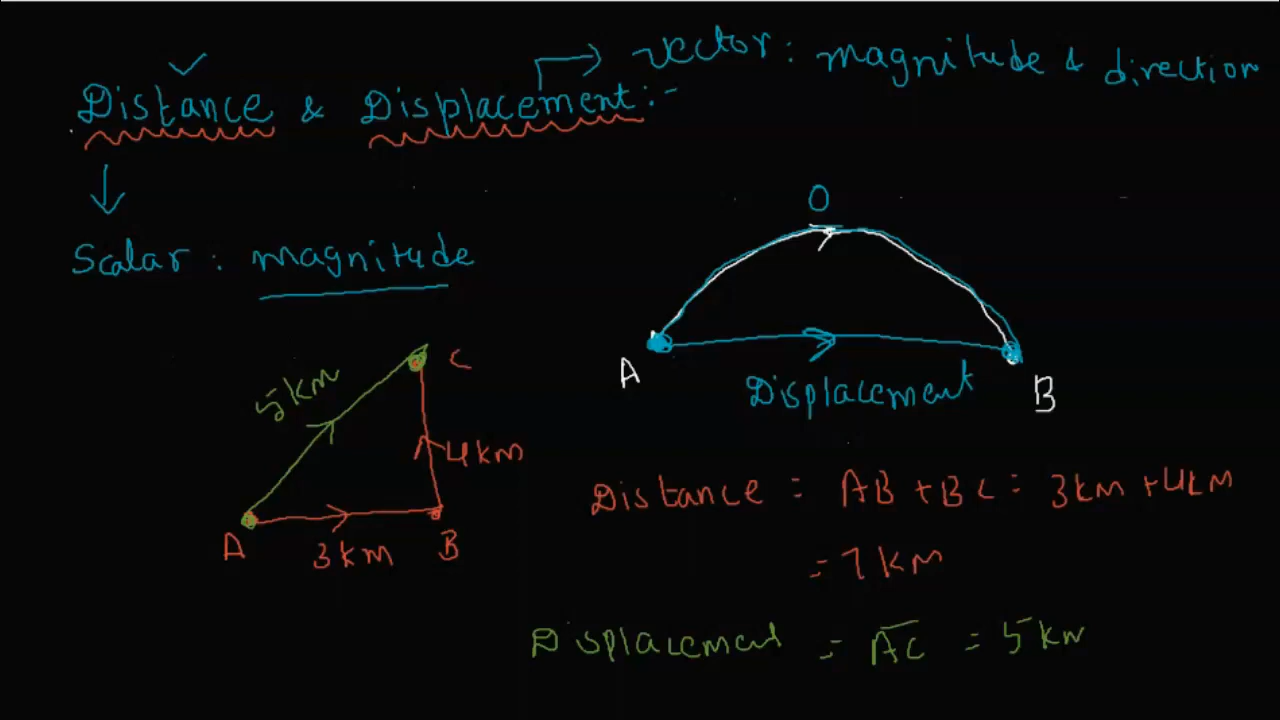 vector: magnitude & direction
Distance & Displacement:-
Scalar: magnitude
O
A
B
Displacement
5km
C
4km
A
3km
B
Distance = AB + BC = 3km + 4km
= 7km
Displacement = AC = 5km